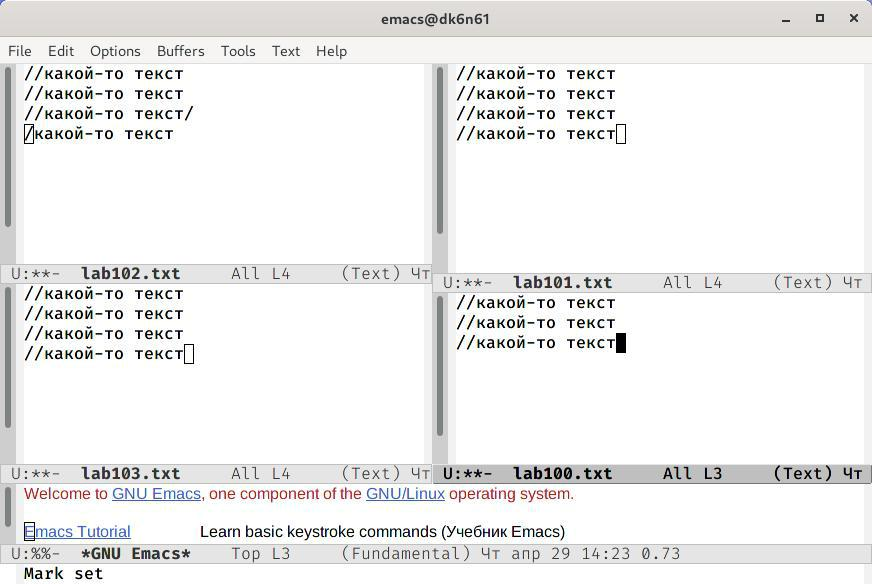 emacs@dk6n61
File Edit Options Buffers Tools Text Help
//какой-то текст
//какой-то текст
//какой-то текст/
/какой-то текст
U:**- lab102.txt All L4 (Text) Чт
//какой-то текст
//какой-то текст
//какой-то текст
//какой-то текст
U:**- lab101.txt All L4 (Text) Чт
//какой-то текст
//какой-то текст
//какой-то текст
//какой-то текст
U:**- lab103.txt All L4 (Text) Чт
//какой-то текст
//какой-то текст
//какой-то текст
U:**- lab100.txt All L3 (Text) Чт
Welcome to GNU Emacs, one component of the GNU/Linux operating system.
Emacs Tutorial Learn basic keystroke commands (Учебник Emacs)
U:%%- *GNU Emacs* Top L3 (Fundamental) Чт апр 29 14:23 0.73
Mark set